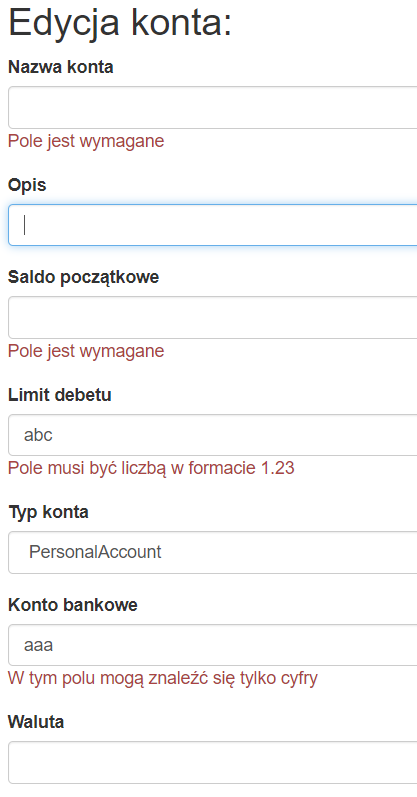 Edycja konta:
Nazwa konta
Pole jest wymagane
Opis
Saldo początkowe
Pole jest wymagane
Limit debetu
abc
Pole musi być liczbą w formacie 1.23
Typ konta
PersonalAccount
Konto bankowe
aaa
W tym polu mogą znaleźć się tylko cyfry
Waluta